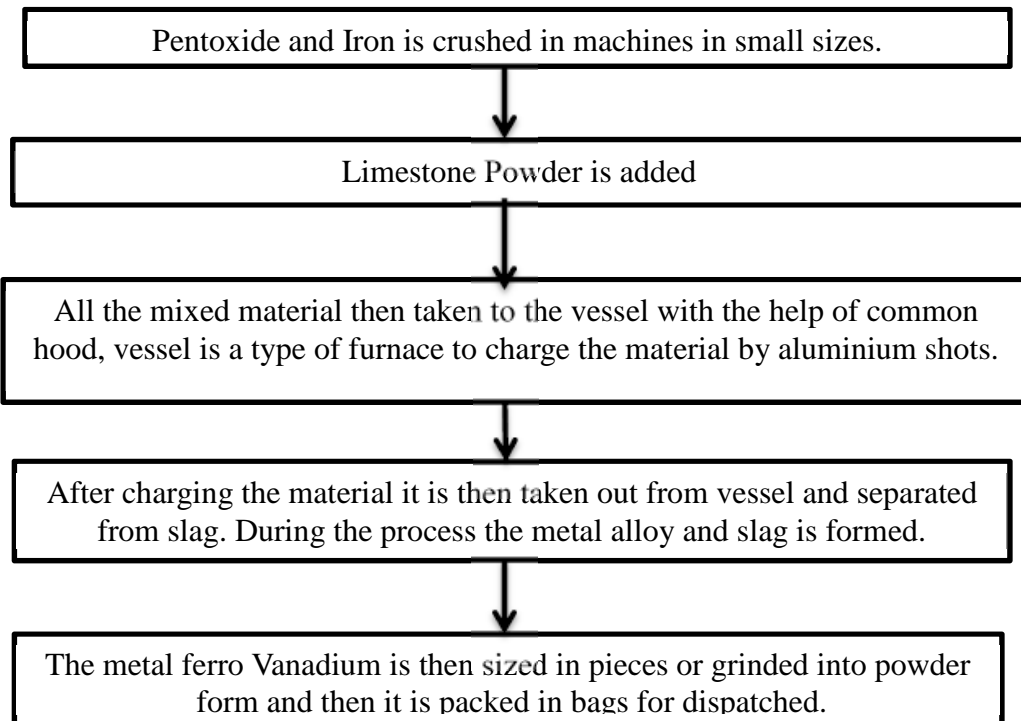 Pentoxide and Iron is crushed in machines in small sizes.
Limestone Powder is added
All the mixed material then taken to the vessel with the help of common
hood, vessel is a type of furnace to charge the material by aluminium shots.
After charging the material it is then taken out from vessel and separated
from slag. During the process the metal alloy and slag is formed.
The metal ferro Vanadium is then sized in pieces or grinded into powder
form and then it is packed in bags for dispatched.